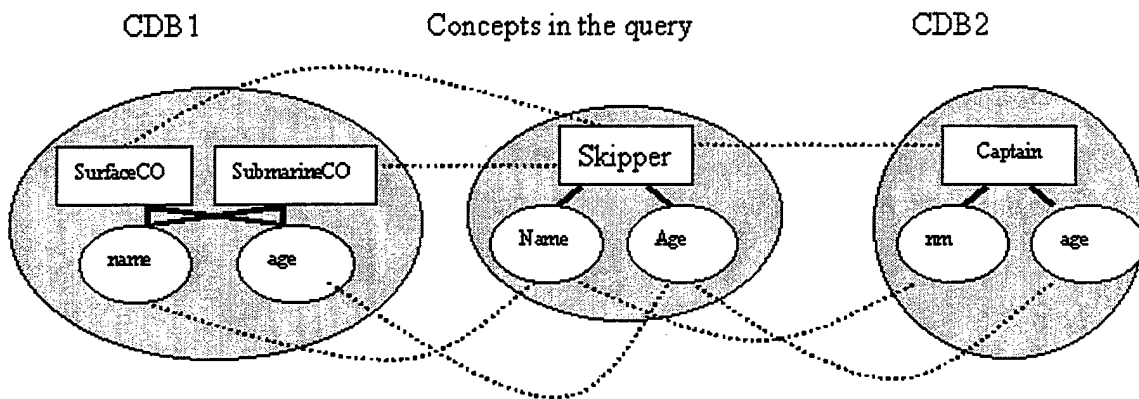 CDB1 Concepts in the query CDB2
SurfaceCO SubmarineCO Skipper Captain
name age Name Age nm age